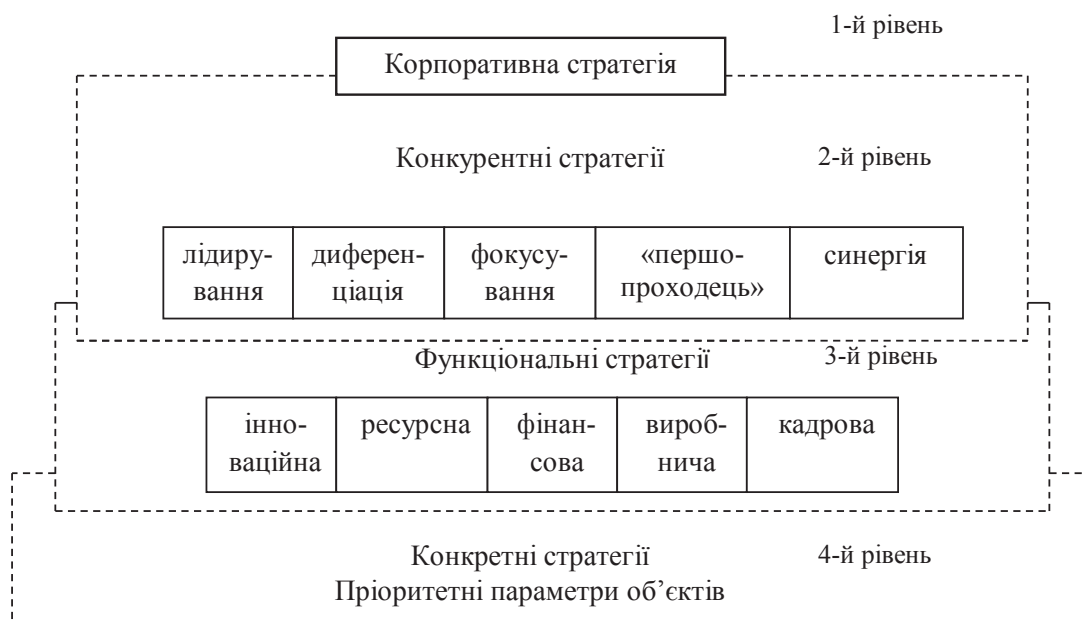 1-й рівень
Корпоративна стратегія
Конкурентні стратегії 2-й рівень
лідиру- диферен- фокусу- «першо- синергія
вання ціація вання проходець»
Функціональні стратегії 3-й рівень
інно- ресурсна фінан- вироб- кадрова
ваційна сова нича
Конкретні стратегії 4-й рівень
Пріоритетні параметри об’єктів